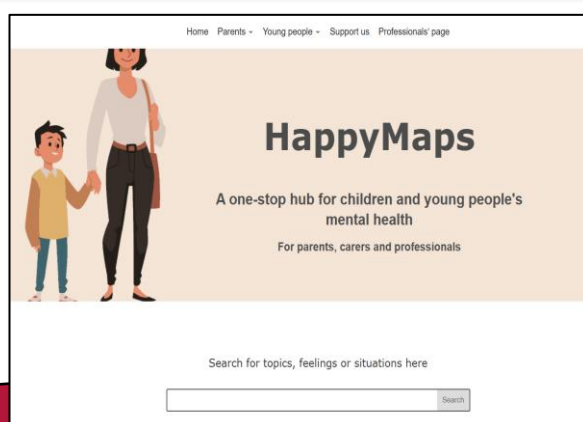 Home Parents Young people Support us Professionals' page
HappyMaps
A one-stop hub for children and young people's
mental health
For parents, carers and professionals
Search for topics, feelings or situations here
Search